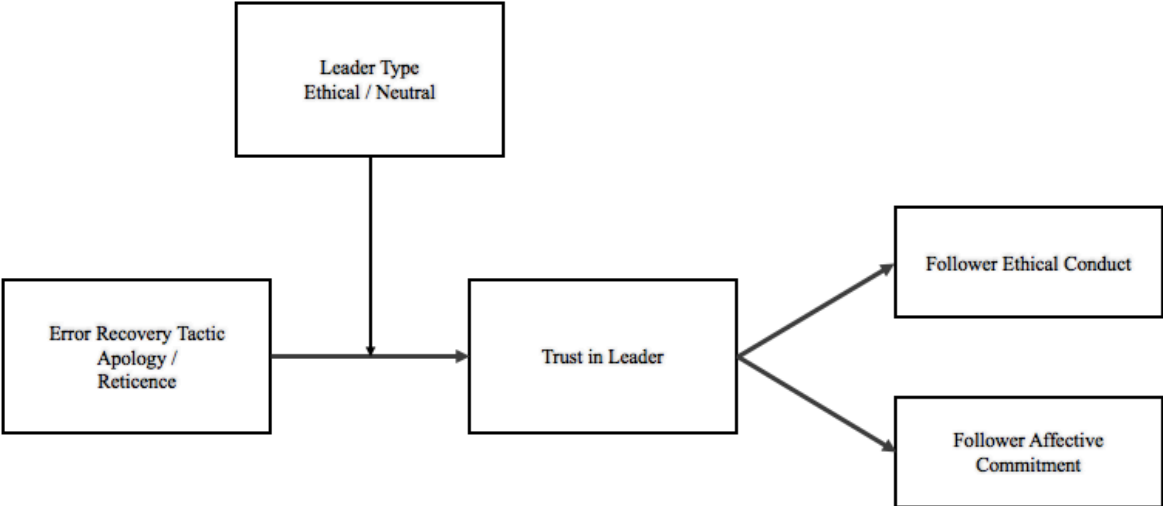 Leader Type
Ethical / Neutral
Follower Ethical Conduct
Error Recovery Tactic
Apology /
Reticence
Trust in Leader
Follower Affective
Commitment